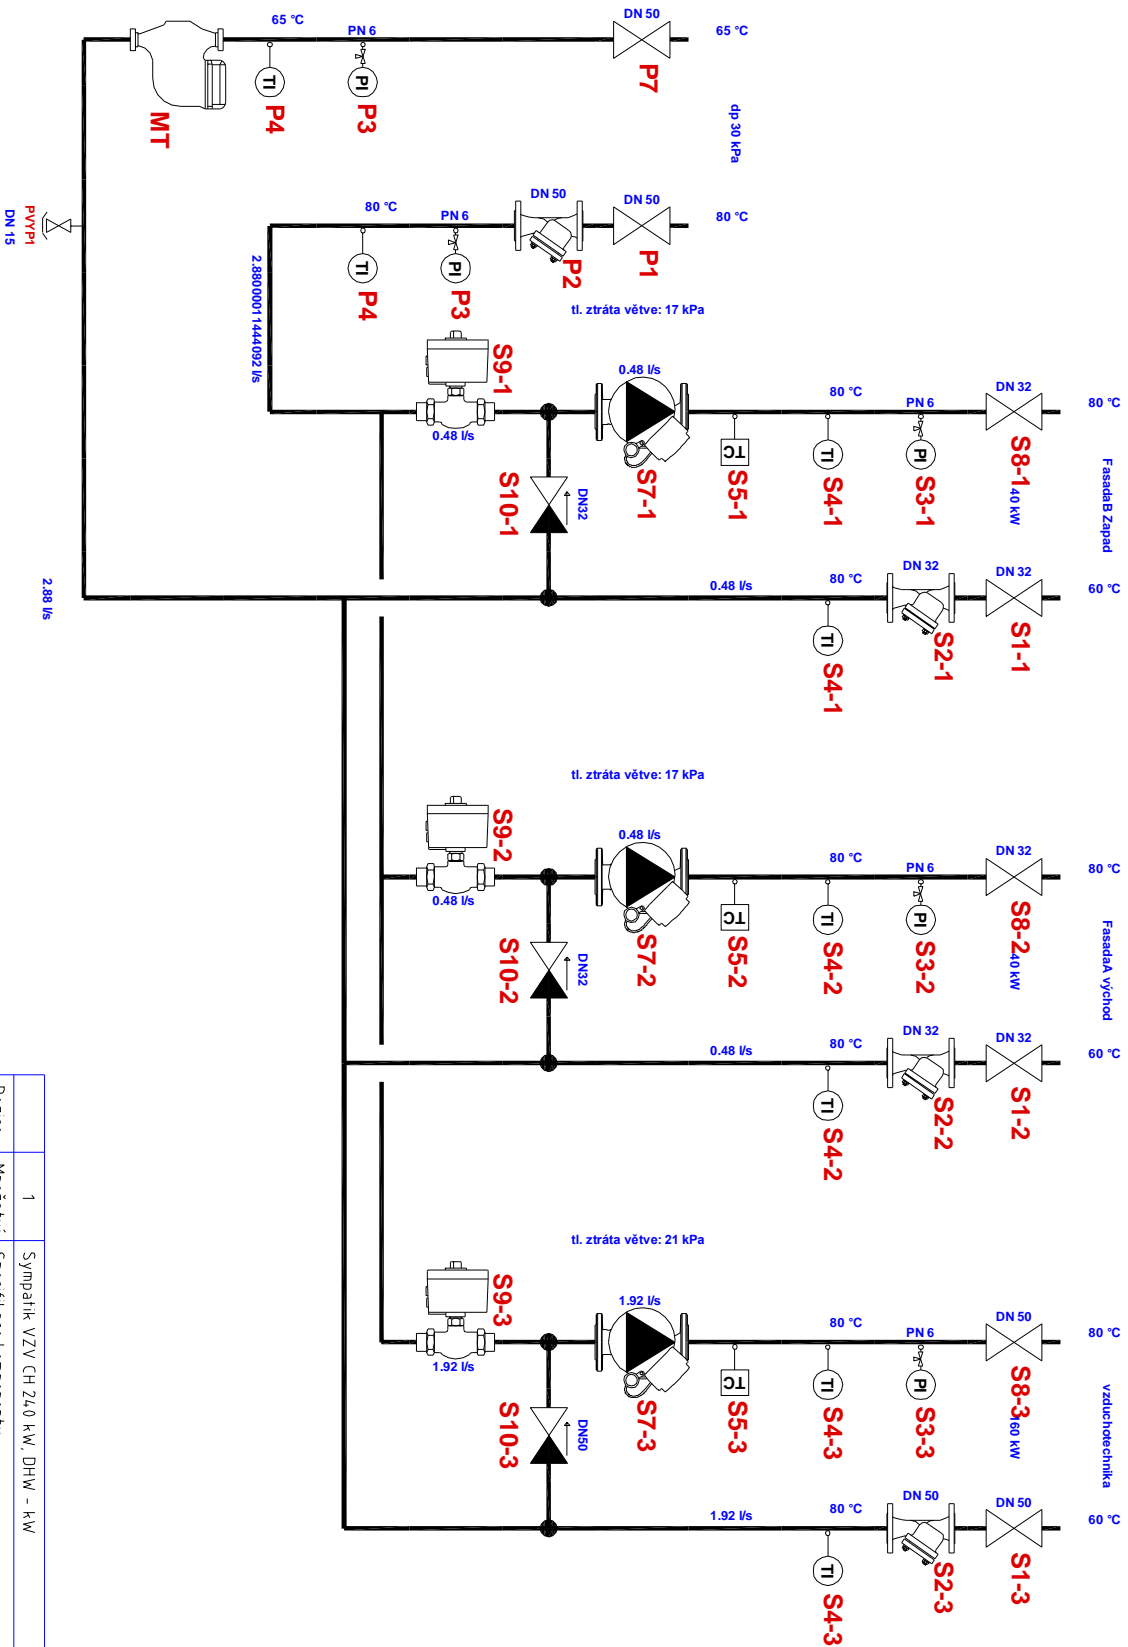 DN 50
65 °C
65 °C
PN 6
TI
P4
PI
P3
P7
MT
dp 30 kPa
DN 50
DN 50
80 °C
80 °C
PN 6
P1
P2
PI
P3
TI
P4
PVYP1
DN 15
2.88000011444092 l/s
tl. ztráta větve: 17 kPa
S9-1
0.48 l/s
0.48 l/s
80 °C
PN 6
DN 32
80 °C
S7-1
TC
S5-1
TI
S4-1
PI
S3-1
S8-1
40 kW
FasadaB Zapad
S10-1
DN32
0.48 l/s
80 °C
DN 32
DN 32
60 °C
TI
S4-1
S2-1
S1-1
2.88 l/s
tl. ztráta větve: 17 kPa
S9-2
0.48 l/s
0.48 l/s
80 °C
PN 6
DN 32
80 °C
S7-2
TC
S5-2
TI
S4-2
PI
S3-2
S8-2
40 kW
FasadaA východ
S10-2
DN32
0.48 l/s
80 °C
DN 32
DN 32
60 °C
TI
S4-2
S2-2
S1-2
tl. ztráta větve: 21 kPa
S9-3
1.92 l/s
1.92 l/s
80 °C
PN 6
DN 50
80 °C
S7-3
TC
S5-3
TI
S4-3
PI
S3-3
S8-3
160 kW
vzduchotechnika
S10-3
DN50
1.92 l/s
80 °C
DN 50
DN 50
60 °C
TI
S4-3
S2-3
S1-3
1 Sympatik VZV CH 240 kW, DHW - kW